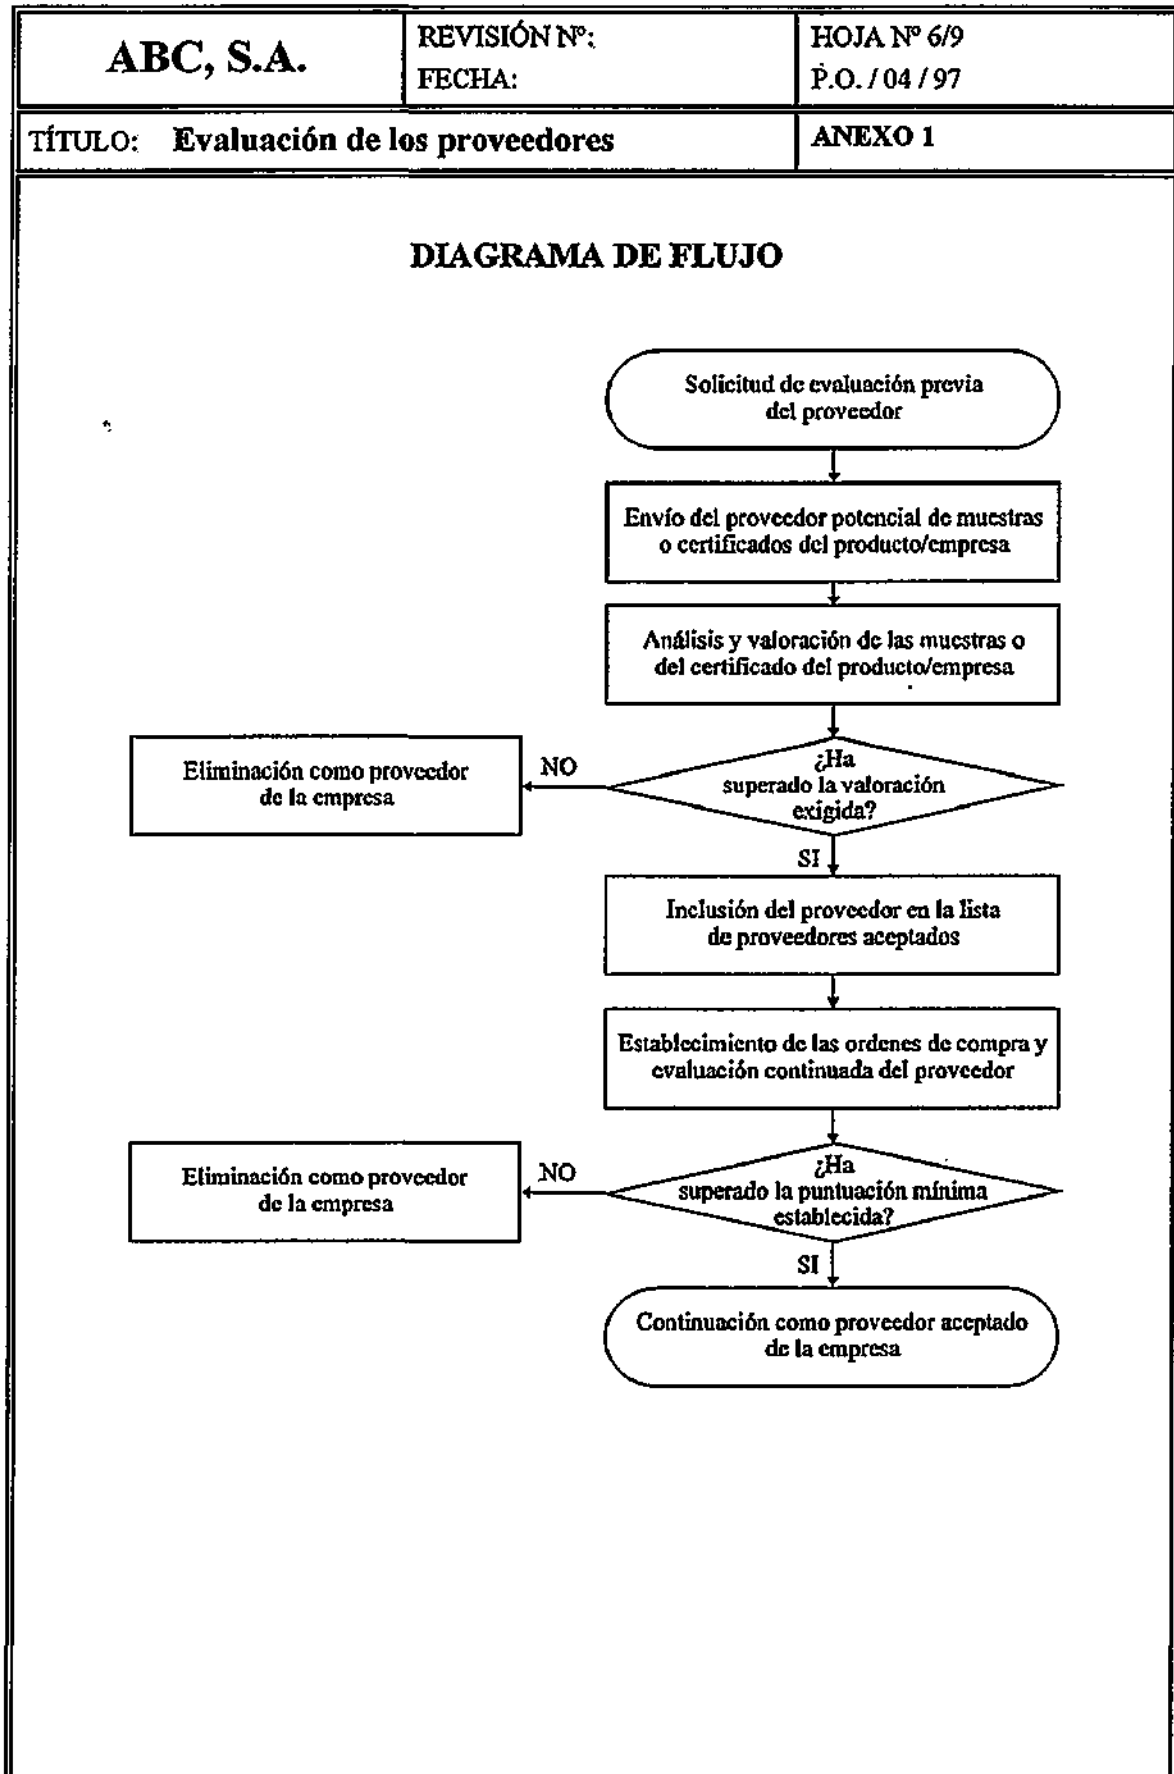 ABC, S.A.
REVISIÓN Nº:
FECHA:
HOJA Nº 6/9
P.O. / 04 / 97
TÍTULO: Evaluación de los proveedores
ANEXO 1
DIAGRAMA DE FLUJO
Solicitud de evaluación previa
del proveedor
Envío del proveedor potencial de muestras
o certificados del producto/empresa
Análisis y valoración de las muestras o
del certificado del producto/empresa
¿Ha
superado la valoración
exigida?
NO
Eliminación como proveedor
de la empresa
SI
Inclusión del proveedor en la lista
de proveedores aceptados
Establecimiento de las ordenes de compra y
evaluación continuada del proveedor
¿Ha
superado la puntuación mínima
establecida?
NO
Eliminación como proveedor
de la empresa
SI
Continuación como proveedor aceptado
de la empresa